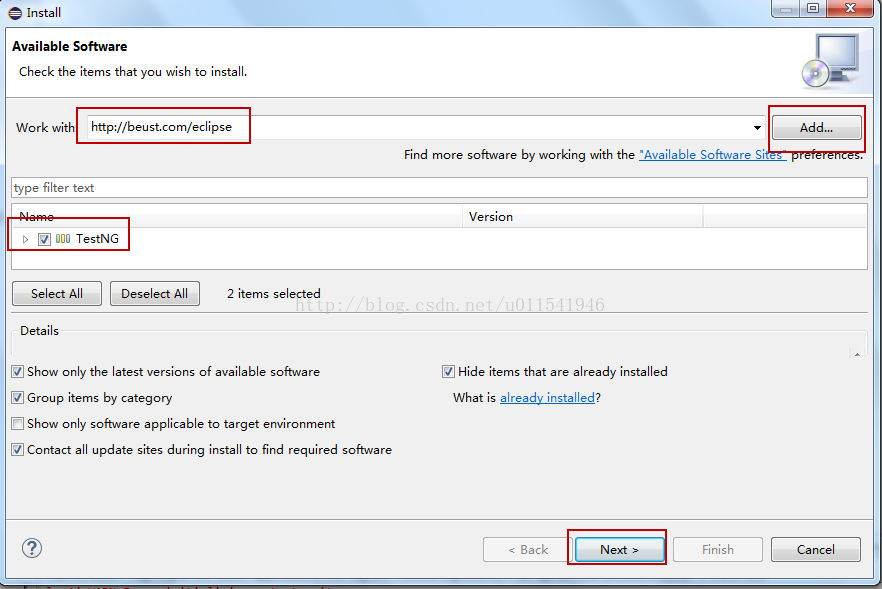 Install
Available Software
Check the items that you wish to install.
Work with: http://beust.com/eclipse
Add...
Find more software by working with the "Available Software Sites" preferences.
type filter text
Name Version
TestNG
Select All Deselect All 2 items selected
http://blog.csdn.net/u011541946
Details
Show only the latest versions of available software Hide items that are already installed
Group items by category What is already installed?
Show only software applicable to target environment
Contact all update sites during install to find required software
? < Back Next > Finish Cancel